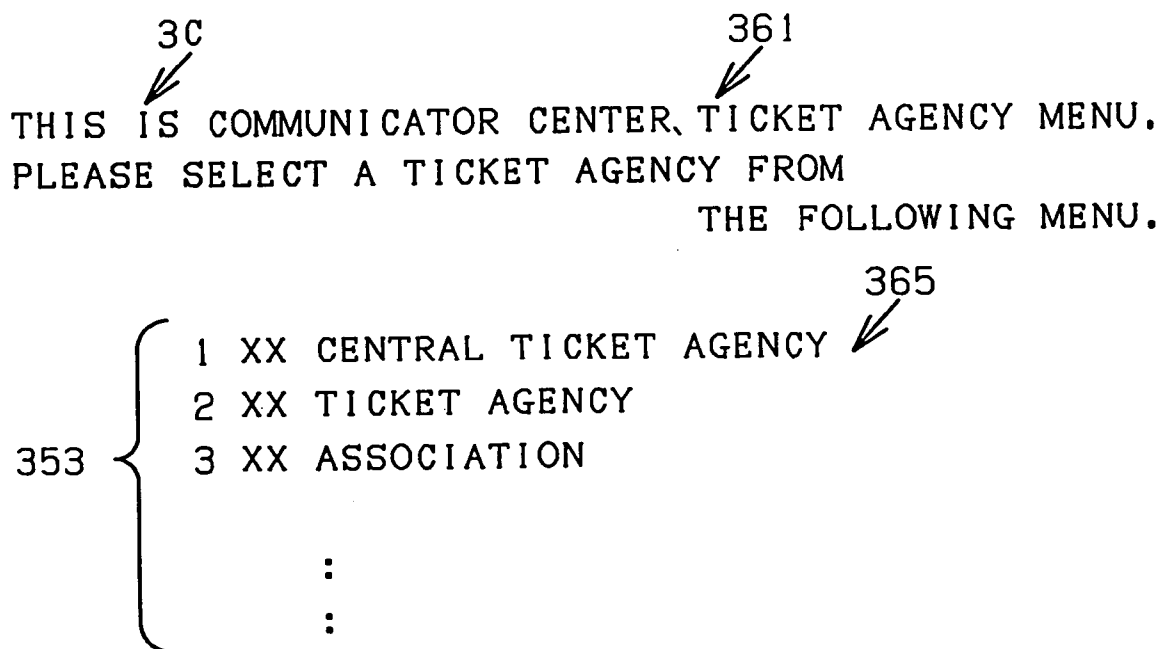 3C 361
THIS IS COMMUNICATOR CENTER、TICKET AGENCY MENU.
PLEASE SELECT A TICKET AGENCY FROM
THE FOLLOWING MENU.
365
1 XX CENTRAL TICKET AGENCY
2 XX TICKET AGENCY
353 3 XX ASSOCIATION
:
: